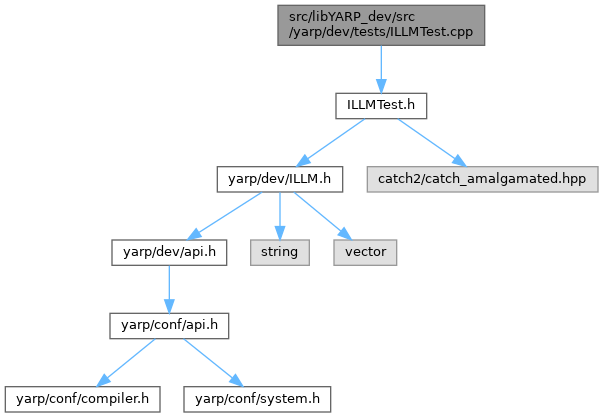 src/libYARP_dev/src
/yarp/dev/tests/ILLMTest.cpp
ILLMTest.h
yarp/dev/ILLM.h
catch2/catch_amalgamated.hpp
yarp/dev/api.h
string
vector
yarp/conf/api.h
yarp/conf/compiler.h
yarp/conf/system.h